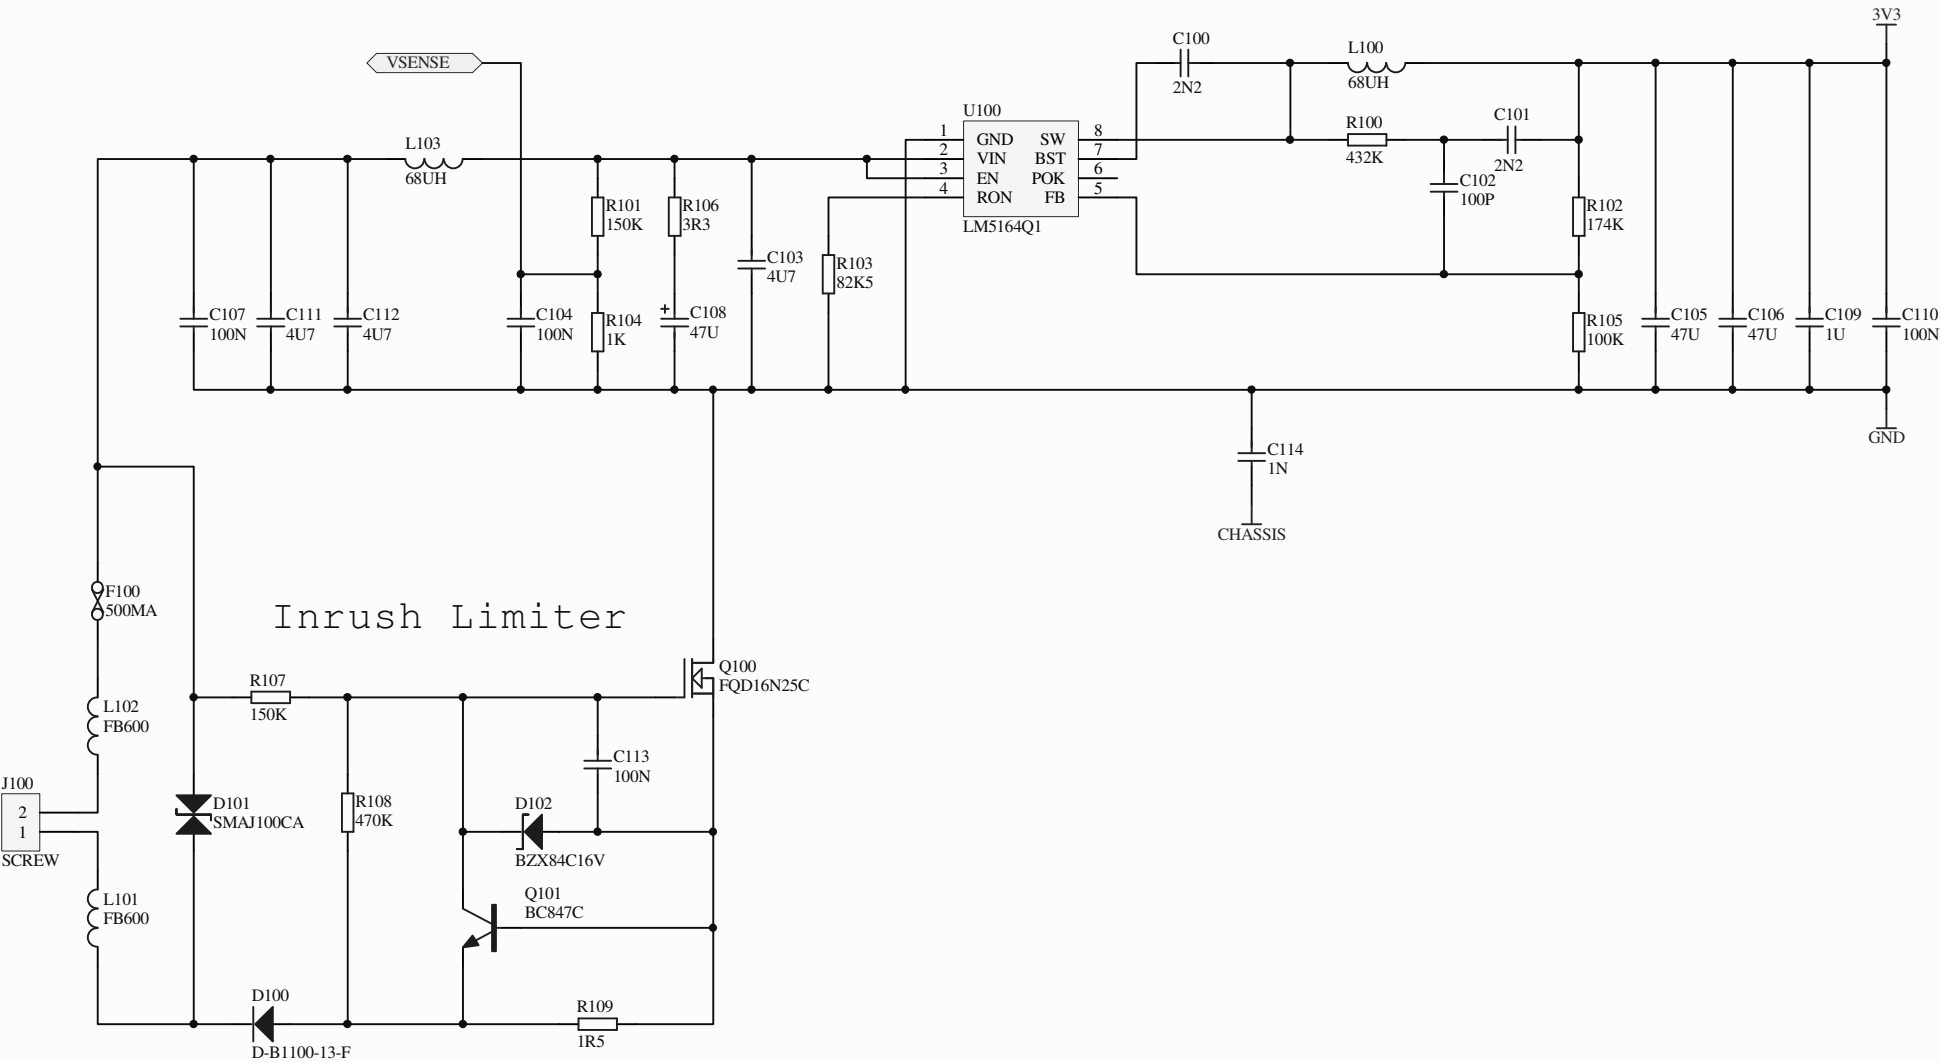 3V3
C100
2N2
L100
68UH
VSENSE
U100
1 GND SW 8
2 VIN BST 7
3 EN POK 6
4 RON FB 5
LM5164Q1
R100
432K
C101
2N2
C102
100P
L103
68UH
R101
150K
R106
3R3
R102
174K
C103
4U7
R103
82K5
C107
100N
C111
4U7
C112
4U7
C104
100N
R104
1K
+
C108
47U
R105
100K
C105
47U
C106
47U
C109
1U
C110
100N
GND
C114
1N
CHASSIS
F100
500MA
Inrush Limiter
Q100
FQD16N25C
R107
150K
L102
FB600
C113
100N
J100
2
1
SCREW
D101
SMAJ100CA
R108
470K
D102
BZX84C16V
L101
FB600
Q101
BC847C
D100
D-B1100-13-F
R109
1R5